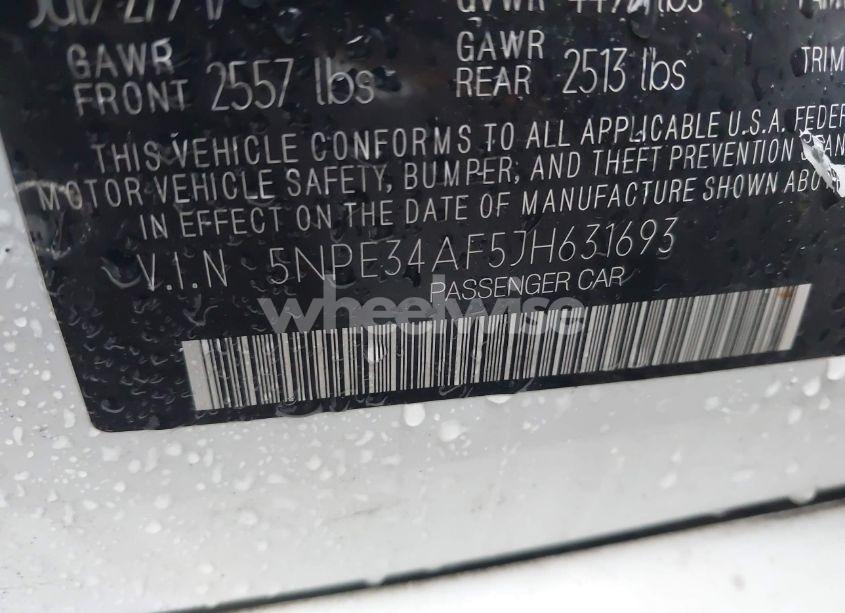 GAWR FRONT 2557 lbs GAWR REAR 2513 lbs TRIM
THIS VEHICLE CONFORMS TO ALL APPLICABLE U.S.A. FEDER
MOTOR VEHICLE SAFETY, BUMPER, AND THEFT PREVENTION
IN EFFECT ON THE DATE OF MANUFACTURE SHOWN ABO
V.I.N 5NPE34AF5JH631693
PASSENGER CAR
wheelwise